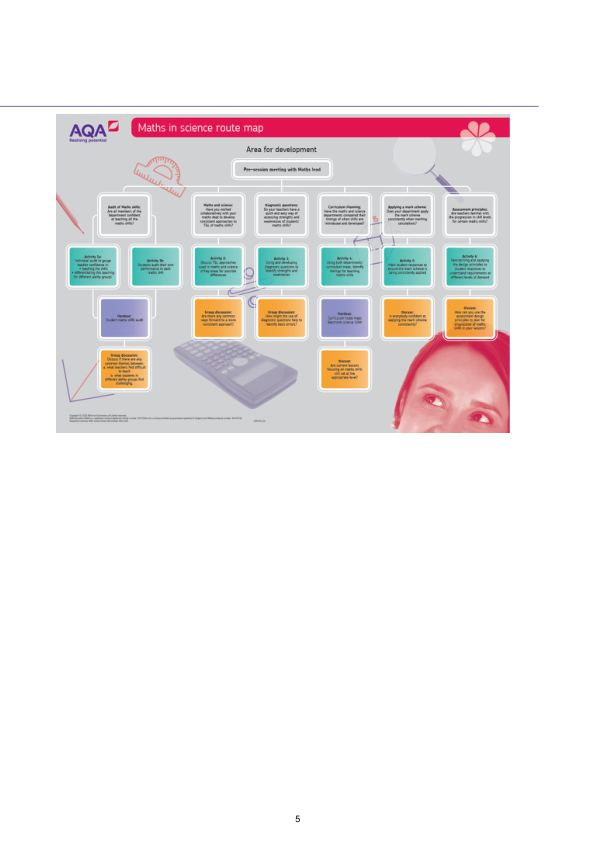 AQA
Realising potential
Maths in science route map
Area for development
Pre-session meeting with Maths lead
Audit of Maths skills:
Are all members of the
department confident
at teaching all the
maths skills?
Maths and science:
Have you worked
collaboratively with your
maths dept to develop
consistent approaches to
T&L of maths skills?
Diagnostic questions:
Do your teachers have a
quick and easy way of
assessing strengths and
weaknesses of students'
maths skills?
Curriculum Planning:
Have the maths and science
departments compared their
timings of when skills are
introduced and developed?
Applying a mark scheme:
Does your department apply
the mark scheme
consistently when marking
calculations?
Assessment principles:
Are teachers familiar with
the progression in skill levels
for certain maths skills?
Activity 1a:
Individual audit to gauge
teacher confidence in
• teaching the skills
• differentiating this teaching
for different ability groups
Activity 1b:
Students audit their own
performance in each
maths skill
Activity 2:
Discuss T&L approaches
used in maths and science
of key areas for possible
differences
Activity 3:
Using and developing
diagnostic questions to
identify strengths and
weaknesses
Activity 4:
Using both departments'
curriculum maps, identify
timings for teaching
maths skills
Activity 5:
Mark student responses to
ensure the mark scheme is
being consistently applied
Activity 6:
Familiarising and applying
the design principles to
student responses to
understand requirements at
different levels of demand
Handout:
Student maths skills audit
Group discussion:
Are there any common
ways forward to a more
consistent approach?
Group discussion:
How might the use of
diagnostic questions help to
identify basic errors?
Handout:
Curriculum route map:
Discuss:
Is everybody confident at
applying the mark scheme
consistently?
Discuss:
How can you use the
assessment design
principles to plan for
progression of maths
skills in your lessons?
Group discussion:
Discuss if there are any
common themes between:
a. what teachers find difficult
to teach
b. what students in
different ability groups find
challenging.
Discuss:
Are current lessons
focusing on maths skills
still set at the
appropriate level?
5